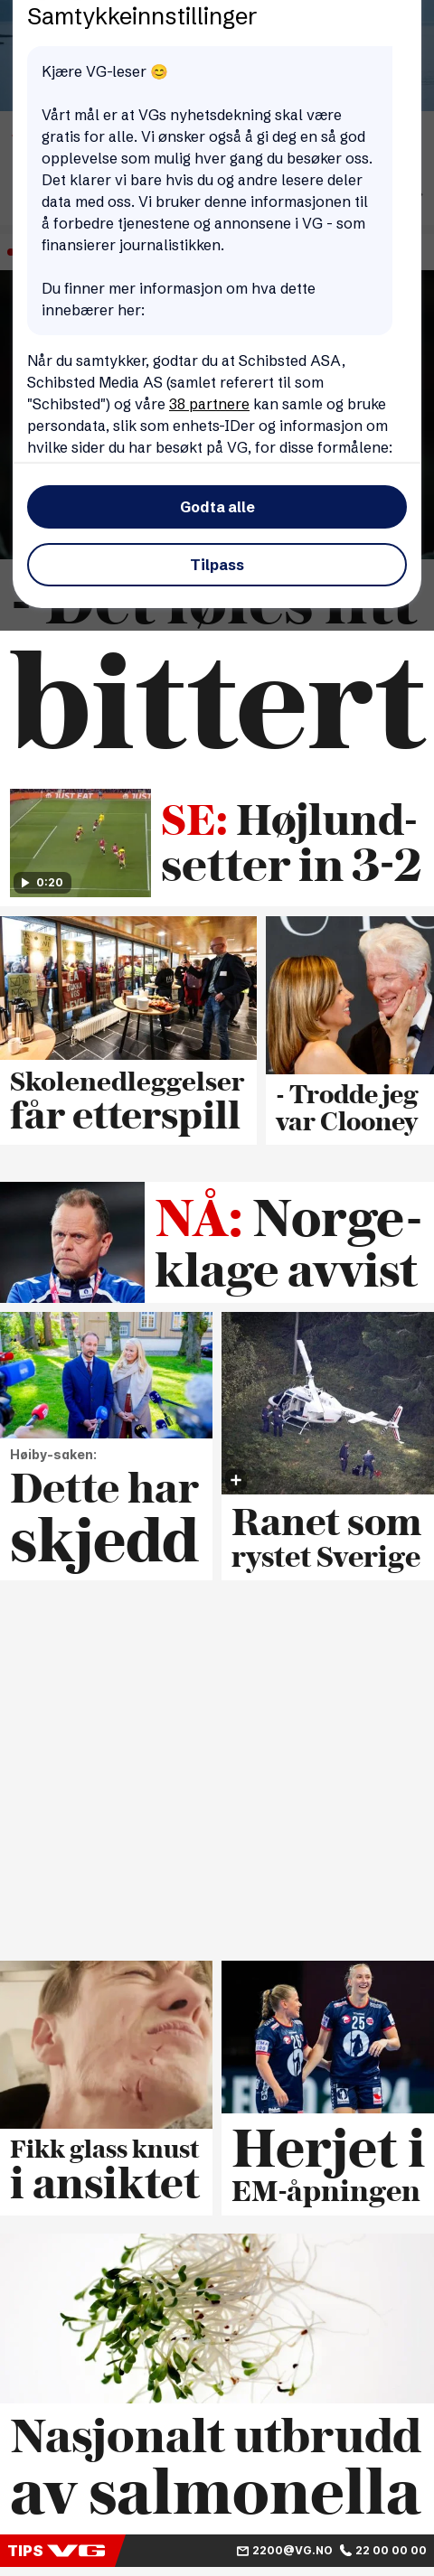 Samtykkeinnstillinger
Kjære VG-leser 😊
Vårt mål er at VGs nyhetsdekning skal være
gratis for alle. Vi ønsker også å gi deg en så god
opplevelse som mulig hver gang du besøker oss.
Det klarer vi bare hvis du og andre lesere deler
data med oss. Vi bruker denne informasjonen til
å forbedre tjenestene og annonsene i VG - som
finansierer journalistikken.
Du finner mer informasjon om hva dette
innebærer her:
Når du samtykker, godtar du at Schibsted ASA,
Schibsted Media AS (samlet referert til som
"Schibsted") og våre 38 partnere kan samle og bruke
persondata, slik som enhets-IDer og informasjon om
hvilke sider du har besøkt på VG, for disse formålene:
Godta alle
Tilpass
- Det føles litt
bittert
JUST EAT
0:20
SE: Højlund-
setter in 3-2
Skolenedleggelser
får etterspill
- Trodde jeg
var Clooney
NÅ: Norge-
klage avvist
Høiby-saken:
Dette har
skjedd
Ranet som
rystet Sverige
25
25
Fikk glass knust
i ansiktet
Herjet i
EM-åpningen
Nasjonalt utbrudd
av salmonella
TIPS VG 2200@VG.NO 22 00 00 00